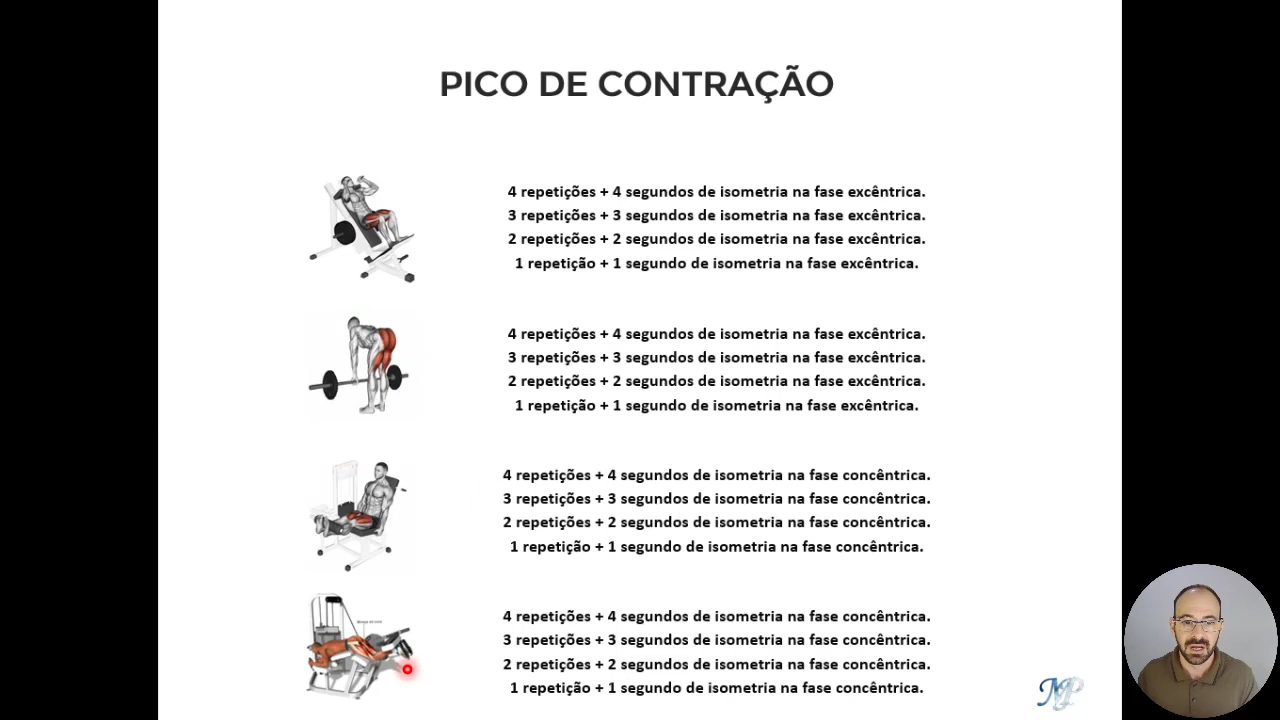 PICO DE CONTRAÇÃO
4 repetições + 4 segundos de isometria na fase excêntrica.
3 repetições + 3 segundos de isometria na fase excêntrica.
2 repetições + 2 segundos de isometria na fase excêntrica.
1 repetição + 1 segundo de isometria na fase excêntrica.
4 repetições + 4 segundos de isometria na fase excêntrica.
3 repetições + 3 segundos de isometria na fase excêntrica.
2 repetições + 2 segundos de isometria na fase excêntrica.
1 repetição + 1 segundo de isometria na fase excêntrica.
4 repetições + 4 segundos de isometria na fase concêntrica.
3 repetições + 3 segundos de isometria na fase concêntrica.
2 repetições + 2 segundos de isometria na fase concêntrica.
1 repetição + 1 segundo de isometria na fase concêntrica.
4 repetições + 4 segundos de isometria na fase concêntrica.
3 repetições + 3 segundos de isometria na fase concêntrica.
2 repetições + 2 segundos de isometria na fase concêntrica.
1 repetição + 1 segundo de isometria na fase concêntrica.
MP